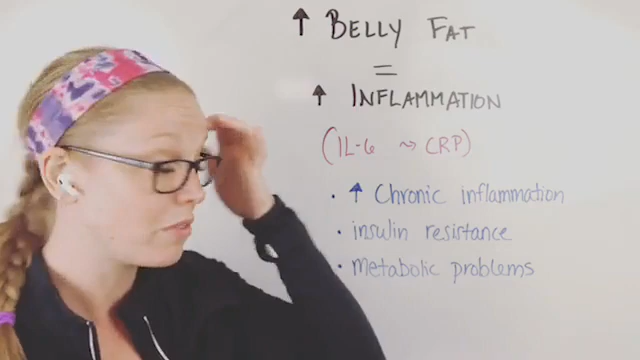 ↑ BELLY FAT
=
↑ INFLAMMATION
(IL-6 ⇝ CRP)
• ↑ Chronic inflammation
• insulin resistance
• metabolic problems